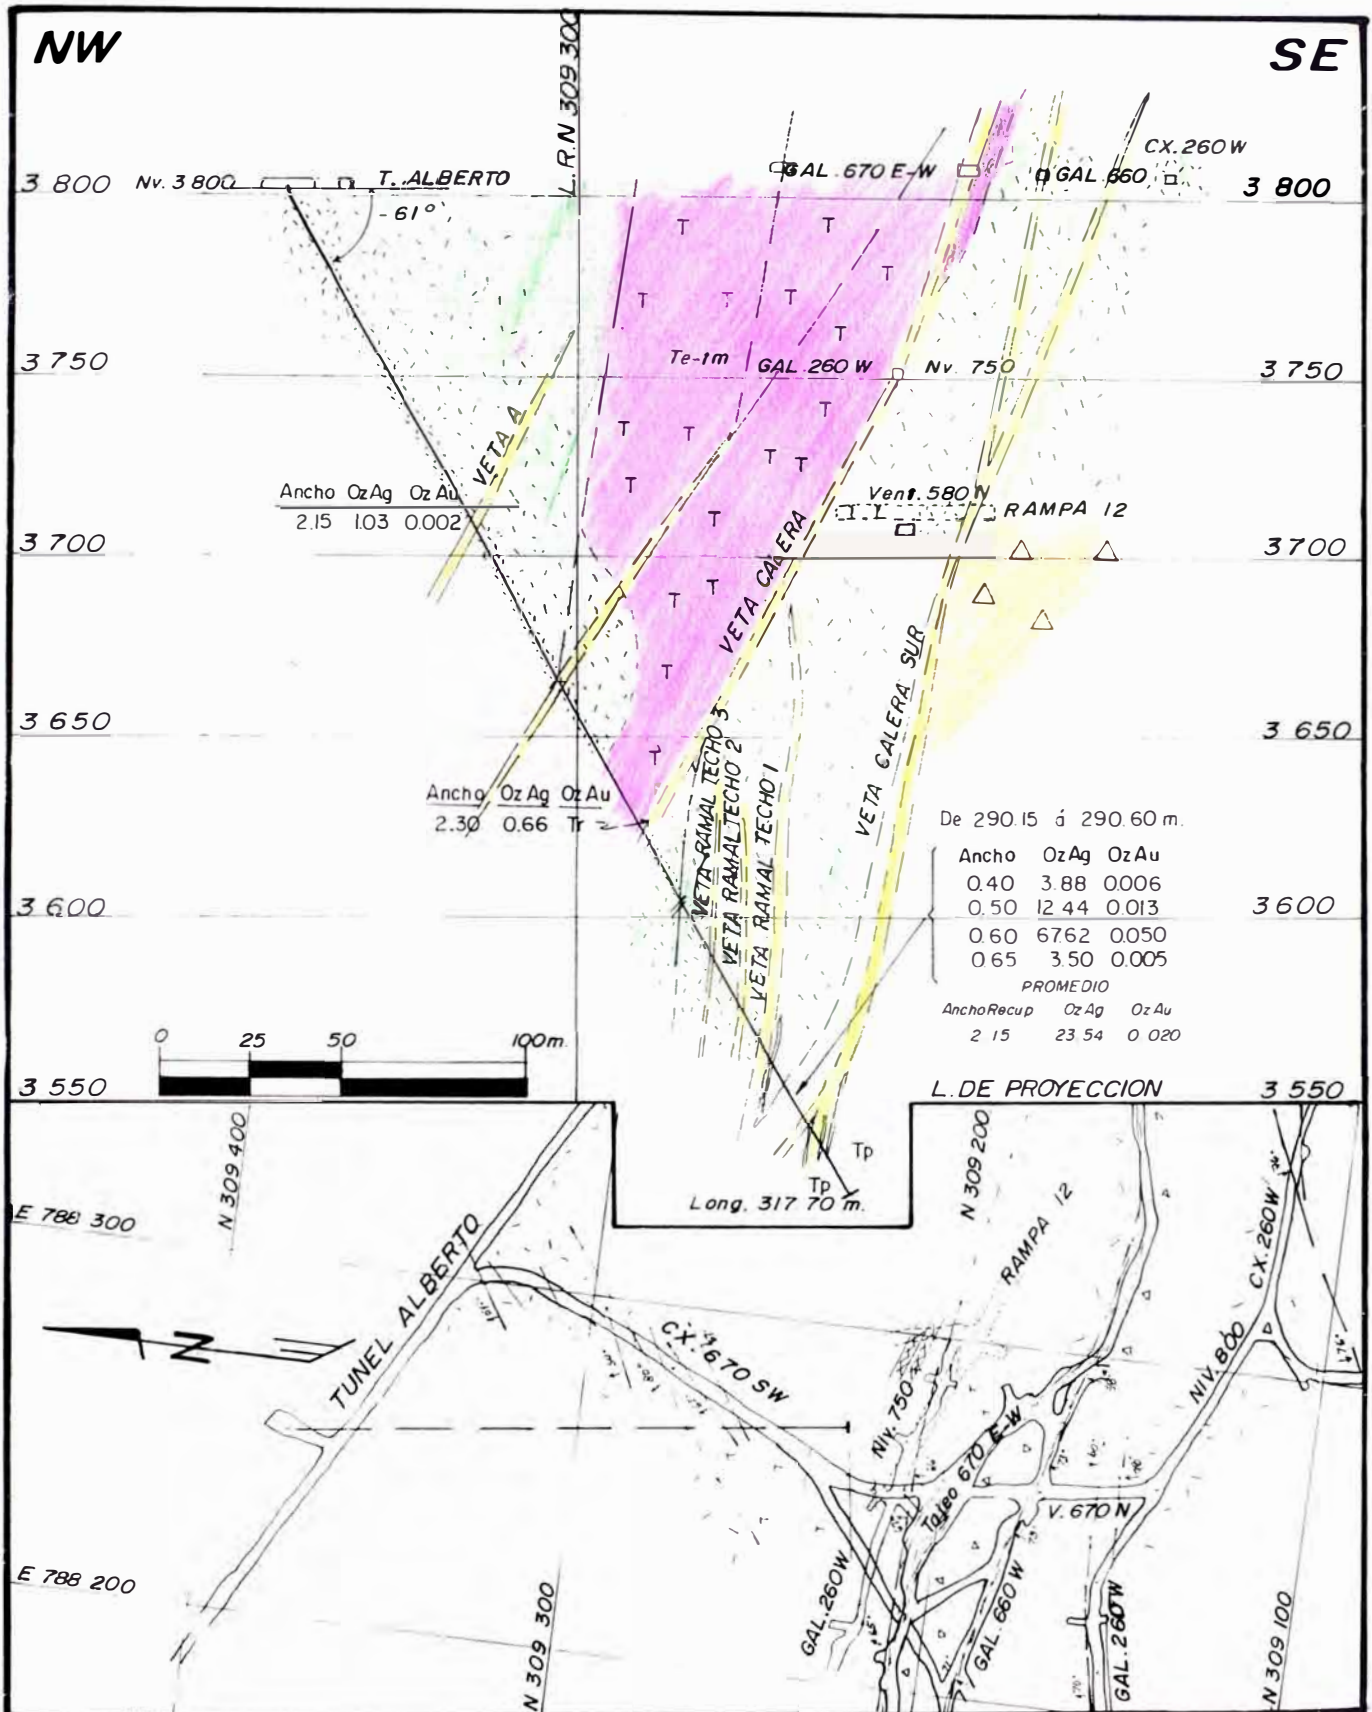 NW
SE
L.R.N 309 300
CX. 260 W
3 800
Nv. 3 800
T. ALBERTO
GAL. 670 E-W
GAL. 660
3 800
-61°
T T
T T
T T T
T
Te-tm
GAL. 260 W
Nv. 750
3 750
3 750
T
VETA A
T T
T T
T
Ancho OzAg OzAu
2.15 1.03 0.002
Vent. 580 N
RAMPA 12
T
3 700
3 700
VETA CALERA
T T
T
VETA CALERA SUR
3 650
3 650
T
VETA RAMAL TECHO 3
VETA RAMAL TECHO 2
VETA RAMAL TECHO 1
Ancho OzAg OzAu
2.30 0.66 Tr
De 290.15 á 290.60 m.
Ancho OzAg OzAu
0.40 3.88 0.006
0.50 12.44 0.013
0.60 67.62 0.050
0.65 3.50 0.005
3 600
3 600
PROMEDIO
Ancho Recup OzAg OzAu
2 15 23.54 0 020
0 25 50 100m.
3 550
L. DE PROYECCION
3 550
Tp
Tp
Long. 317 70 m.
N 309 400
N 309 200
E 788 300
TUNEL ALBERTO
RAMPA 12
CX. 260W
N
CX. 670 SW
NIV. 800
NIV. 750
Tajeo 670 E-W
V. 670 N
E 788 200
N 309 300
GAL. 260W
GAL. 660 W
GAL. 260W
N 309 100